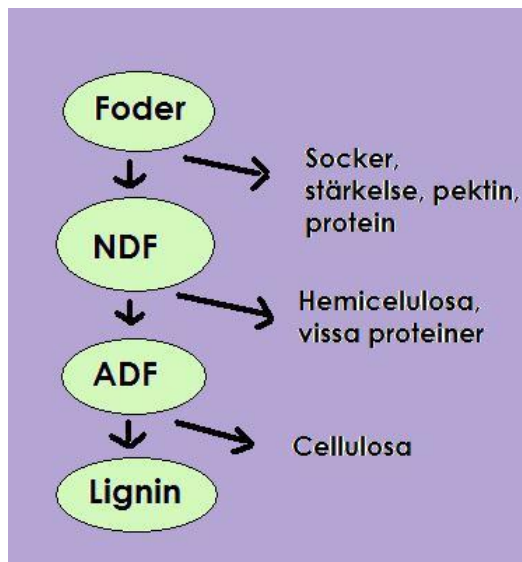 Foder
Socker,
stärkelse, pektin,
protein
NDF
Hemicelulosa,
vissa proteiner
ADF
Cellulosa
Lignin